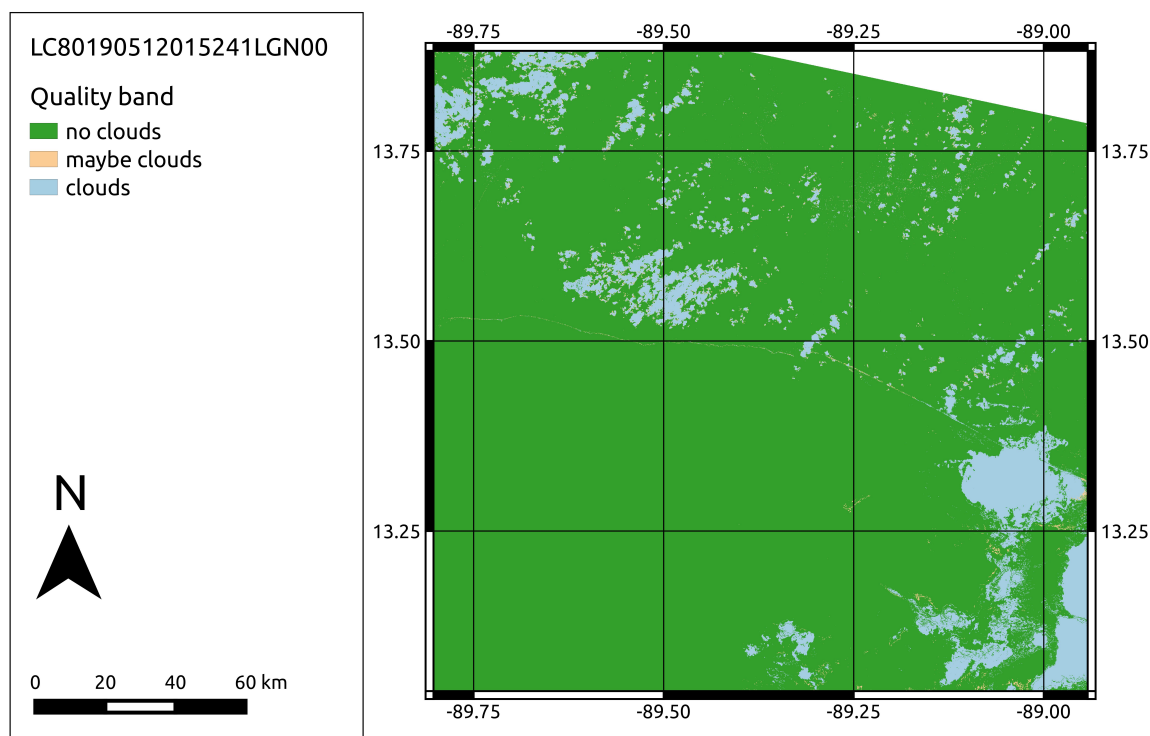 LC80190512015241LGN00
Quality band
no clouds
maybe clouds
clouds
N
0 20 40 60 km
-89.75 -89.50 -89.25 -89.00
13.75 13.75
13.50 13.50
13.25 13.25
-89.75 -89.50 -89.25 -89.00